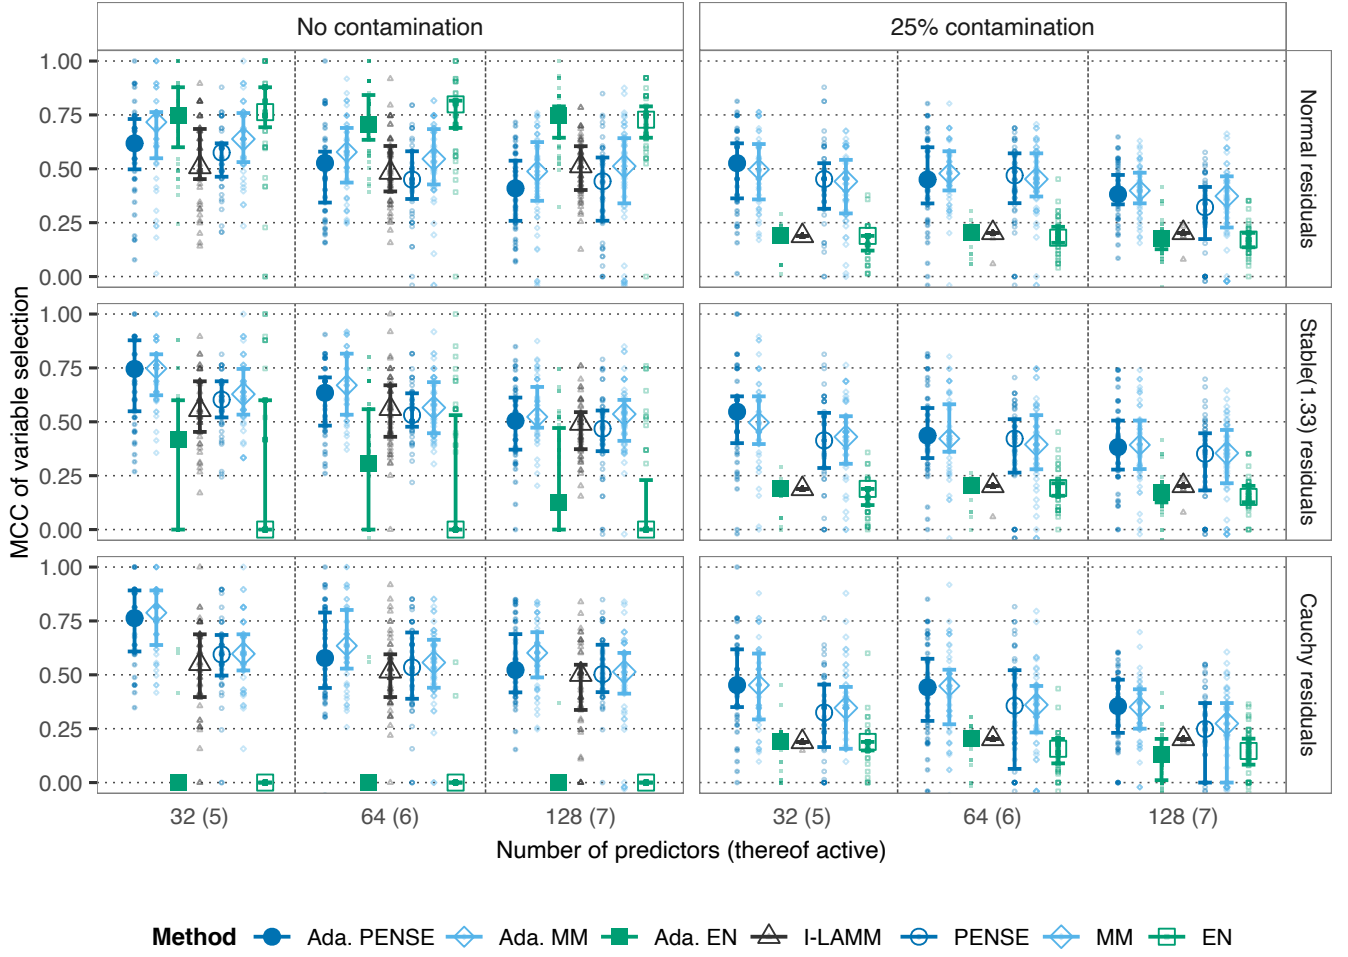 No contamination
25% contamination
MCC of variable selection
1.00
0.75
0.50
0.25
0.00
Normal residuals
1.00
0.75
0.50
0.25
0.00
Stable(1.33) residuals
1.00
0.75
0.50
0.25
0.00
Cauchy residuals
32 (5)
64 (6)
128 (7)
32 (5)
64 (6)
128 (7)
Number of predictors (thereof active)
Method
Ada. PENSE
Ada. MM
Ada. EN
I-LAMM
PENSE
MM
EN